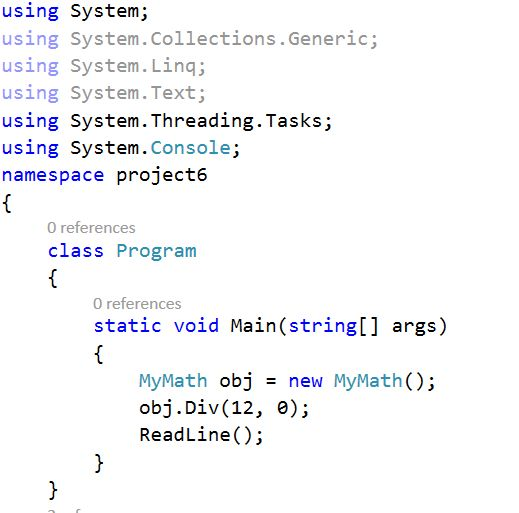 using System;
using System.Collections.Generic;
using System.Linq;
using System.Text;
using System.Threading.Tasks;
using System.Console;
namespace project6
{
0 references
class Program
{
0 references
static void Main(string[] args)
{
MyMath obj = new MyMath();
obj.Div(12, 0);
ReadLine();
}
}